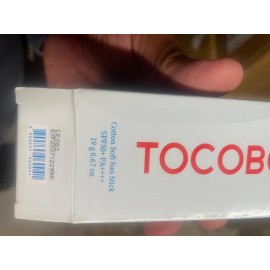 TOCOBO
Cotton Soft Sun Stick
SPF50+ PA++++
19 g 0.67 oz